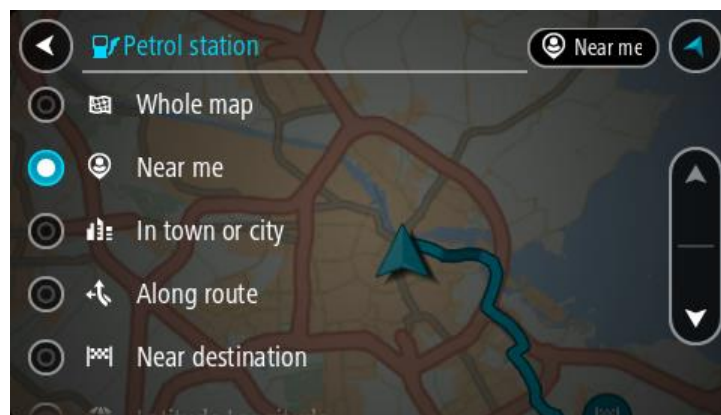 Petrol station
Near me
Whole map
Near me
In town or city
Along route
Near destination